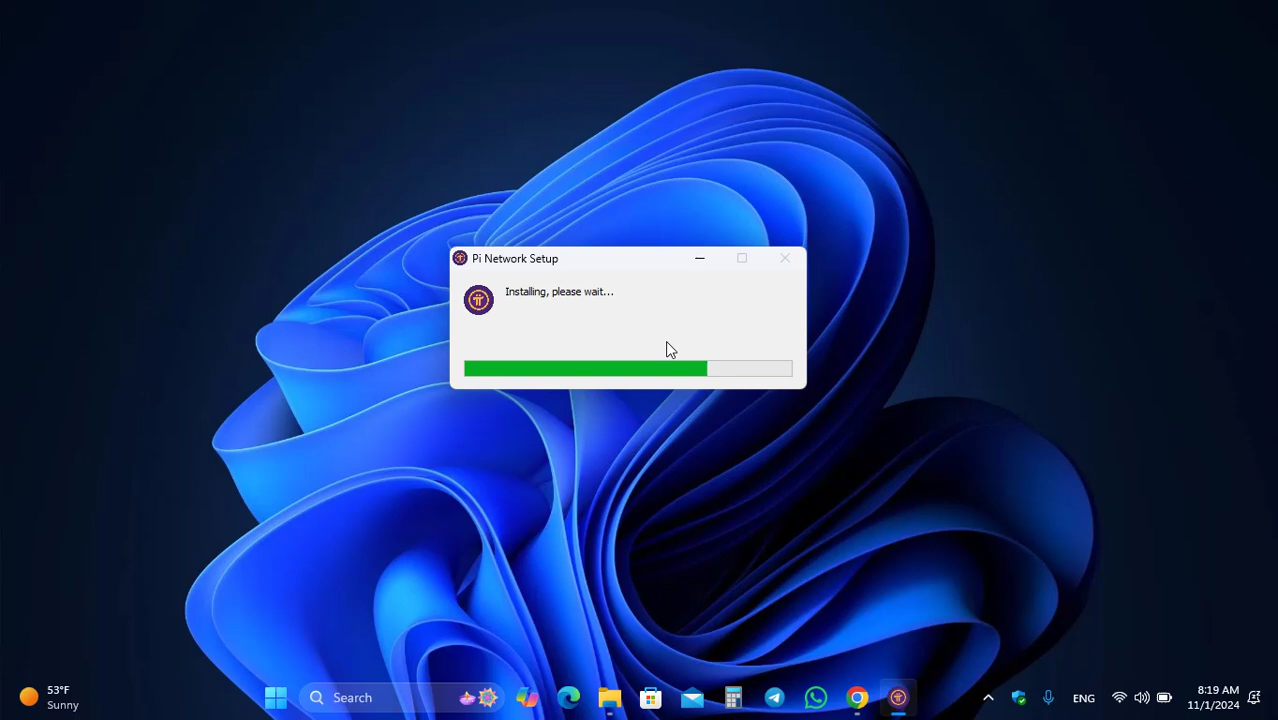 Pi Network Setup
Installing, please wait...
53°F
Sunny
Search
ENG
8:19 AM
11/1/2024